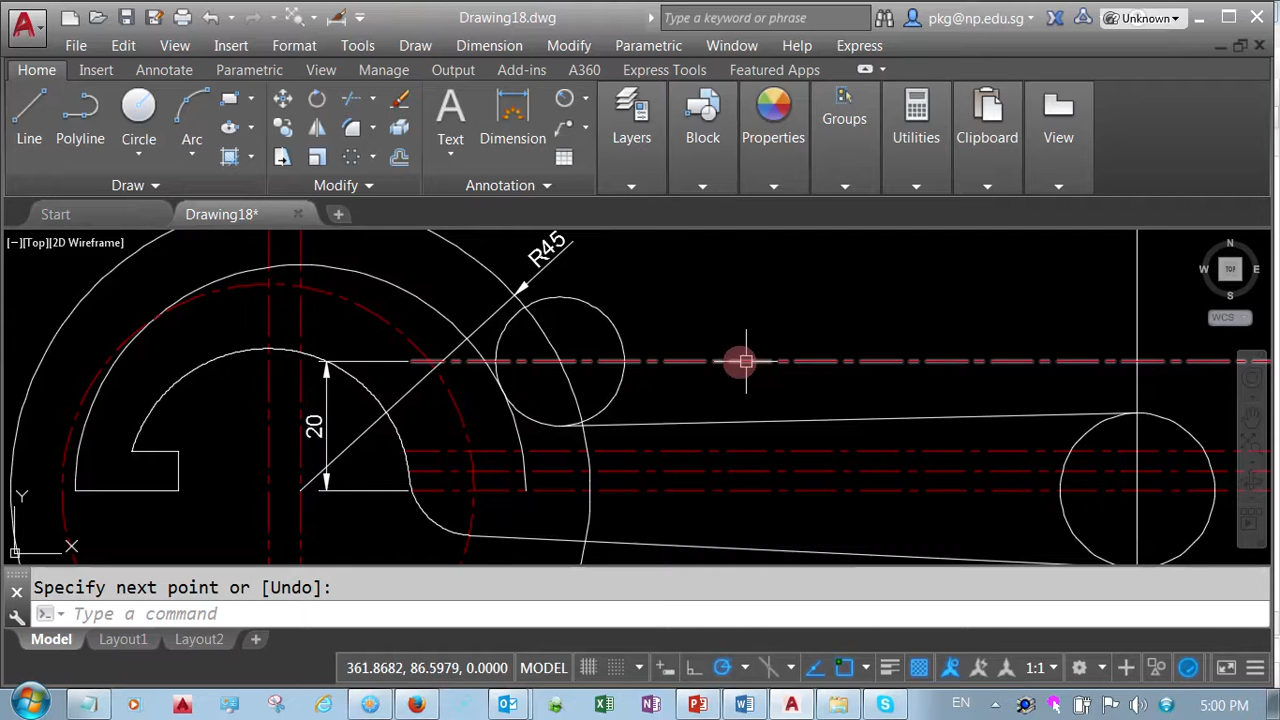 Drawing18.dwg
Type a keyword or phrase
pkg@np.edu.sg
Unknown
File Edit View Insert Format Tools Draw Dimension Modify Parametric Window Help Express
Home Insert Annotate Parametric View Manage Output Add-ins A360 Express Tools Featured Apps
Line Polyline Circle Arc Text Dimension Layers Block Properties Groups Utilities Clipboard View
Draw Modify Annotation
Start Drawing18*
[−][Top][2D Wireframe]
R45
N
W TOP E
S
WCS
20
Y
X
Specify next point or [Undo]:
Type a command
Model Layout1 Layout2
361.8682, 86.5979, 0.0000 MODEL 1:1
EN 5:00 PM